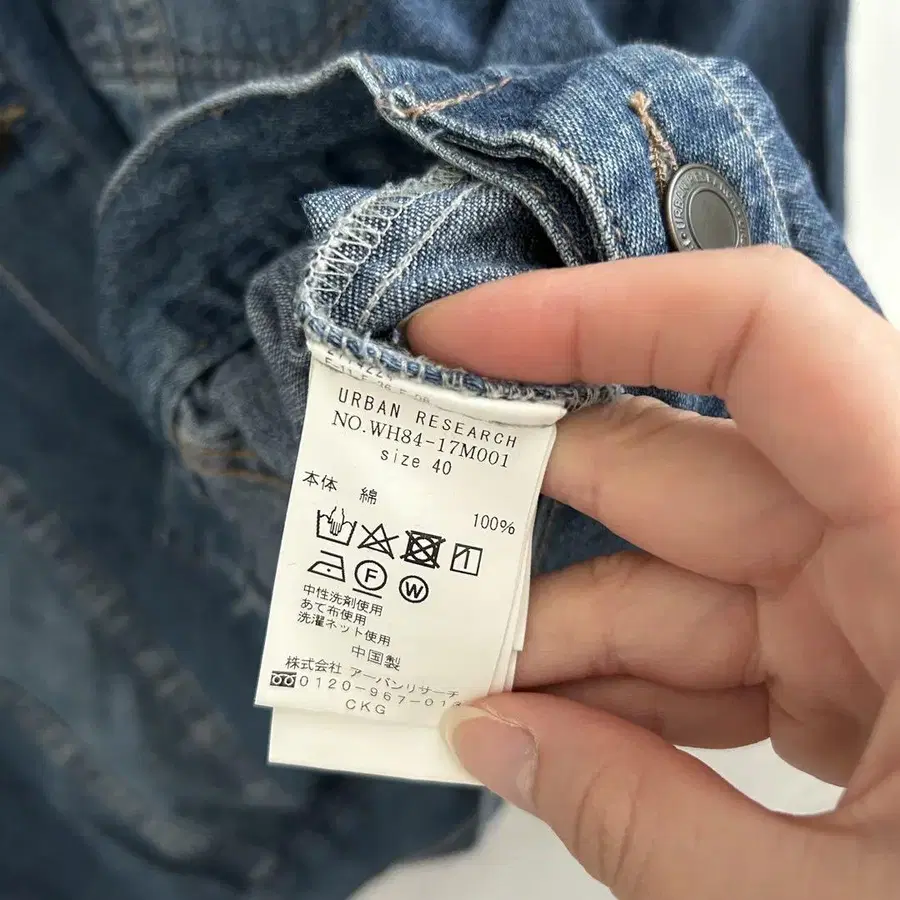 URBAN RESEARCH
NO.WH84-17M001
size 40
本体 綿
100%
F
W
中性洗剤使用
あて布使用
洗濯ネット使用
中国製
株式会社 アーバンリサーチ
0120-967-01
CKG
URBAN